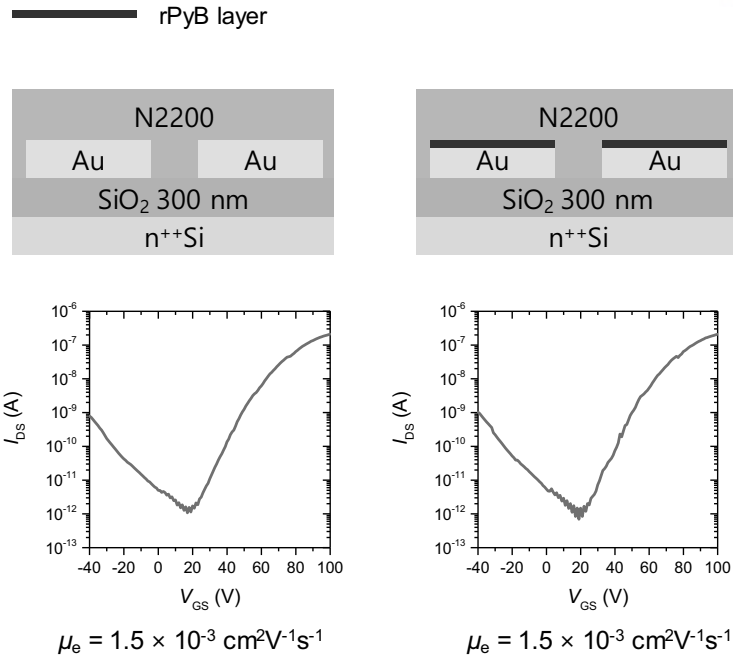 rPyB layer
N2200
Au Au
SiO₂ 300 nm
n⁺⁺Si
N2200
Au Au
SiO₂ 300 nm
n⁺⁺Si
10⁻⁶
10⁻⁷
10⁻⁸
10⁻⁹
10⁻¹⁰
10⁻¹¹
10⁻¹²
10⁻¹³
I_DS (A)
-40 -20 0 20 40 60 80 100
V_GS (V)
μₑ = 1.5 × 10⁻³ cm²V⁻¹s⁻¹
10⁻⁶
10⁻⁷
10⁻⁸
10⁻⁹
10⁻¹⁰
10⁻¹¹
10⁻¹²
10⁻¹³
I_DS (A)
-40 -20 0 20 40 60 80 100
V_GS (V)
μₑ = 1.5 × 10⁻³ cm²V⁻¹s⁻¹